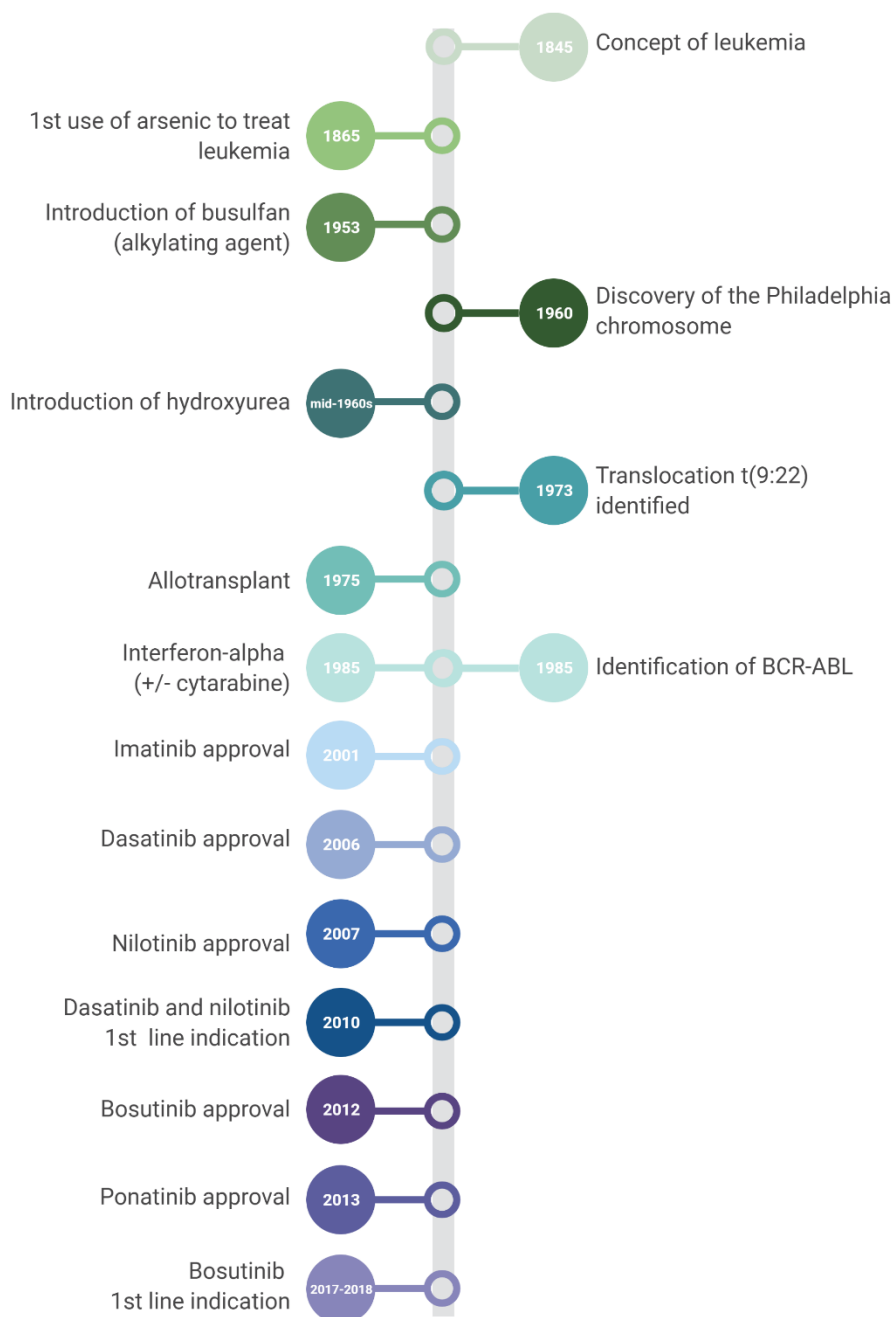 1845
Concept of leukemia
1st use of arsenic to treat
leukemia
1865
Introduction of busulfan
(alkylating agent)
1953
1960
Discovery of the Philadelphia
chromosome
Introduction of hydroxyurea
mid-1960s
1973
Translocation t(9:22)
identified
Allotransplant
1975
Interferon-alpha
(+/- cytarabine)
1985
1985
Identification of BCR-ABL
Imatinib approval
2001
Dasatinib approval
2006
Nilotinib approval
2007
Dasatinib and nilotinib
1st line indication
2010
Bosutinib approval
2012
Ponatinib approval
2013
Bosutinib
1st line indication
2017-2018